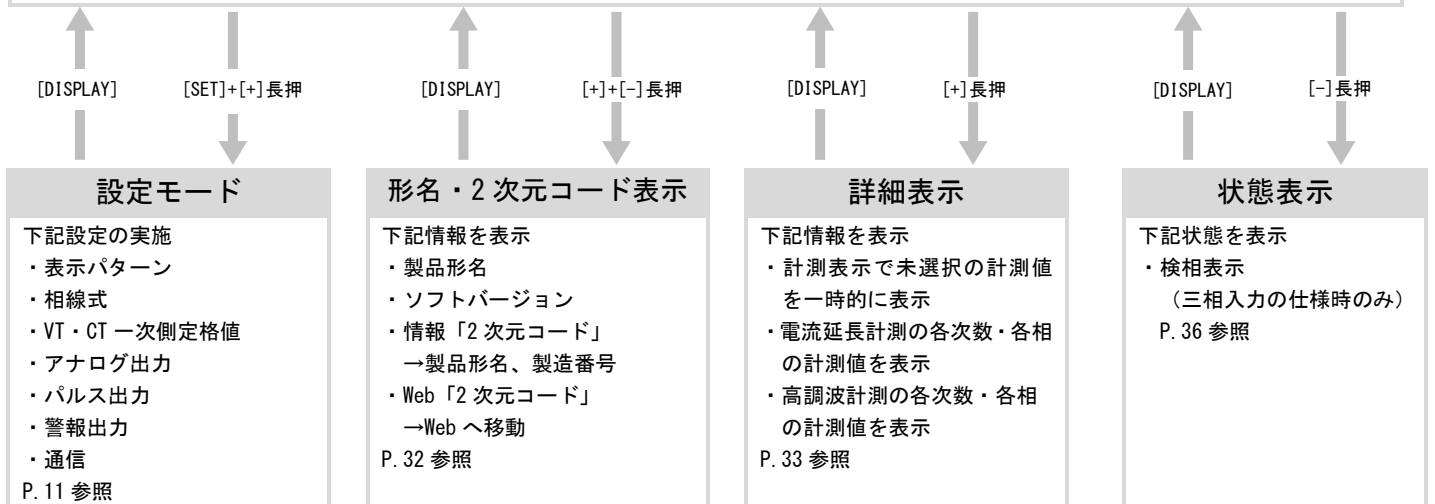 [DISPLAY] [SET]+[+]長押 [DISPLAY] [+]+[-]長押 [DISPLAY] [+]長押 [DISPLAY] [-]長押
設定モード
下記設定の実施
・表示パターン
・相線式
・VT・CT 一次側定格値
・アナログ出力
・パルス出力
・警報出力
・通信
P.11 参照
形名・2 次元コード表示
下記情報を表示
・製品形名
・ソフトバージョン
・情報「2 次元コード」
→製品形名、製造番号
・Web「2 次元コード」
→Web へ移動
P.32 参照
詳細表示
下記情報を表示
・計測表示で未選択の計測値
を一時的に表示
・電流延長計測の各次数・各相
の計測値を表示
・高調波計測の各次数・各相
の計測値を表示
P.33 参照
状態表示
下記状態を表示
・検相表示
（三相入力の仕様時のみ）
P.36 参照